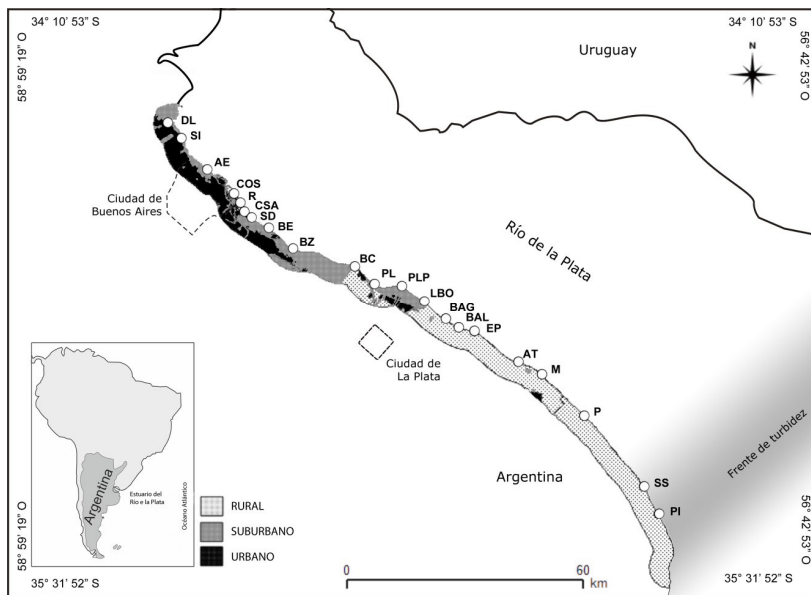 34° 10' 53" S
34° 10' 53" S
58° 59' 19" O
56° 42' 53" O
Uruguay
N
DL
SI
AE
COS
R
CSA
SD
BE
BZ
Ciudad de
Buenos Aires
Río de la Plata
BC
PL
PLP
LBO
BAG
BAL
EP
AT
M
P
SS
PI
Ciudad de
La Plata
Frente de turbidez
Argentina
Argentina
Estuario del
Río e la Plata
Océano Atlántico
RURAL
SUBURBANO
URBANO
0
60
km
58° 59' 19" O
56° 42' 53" O
35° 31' 52" S
35° 31' 52" S